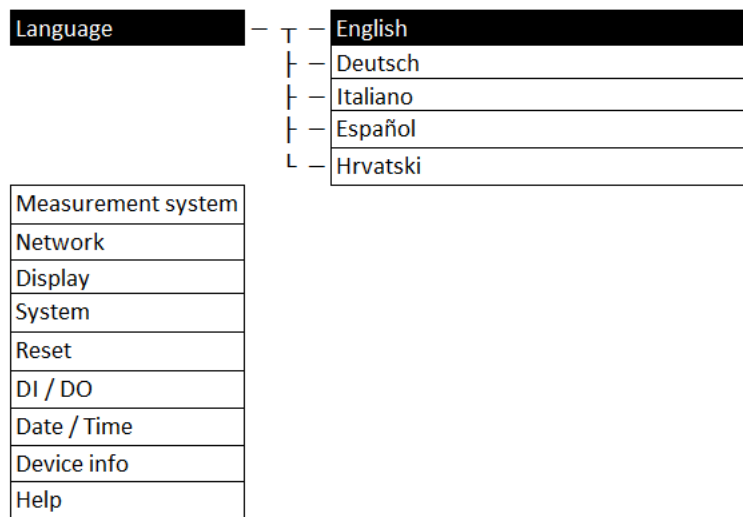 Language
English
Deutsch
Italiano
Español
Hrvatski
Measurement system
Network
Display
System
Reset
DI / DO
Date / Time
Device info
Help